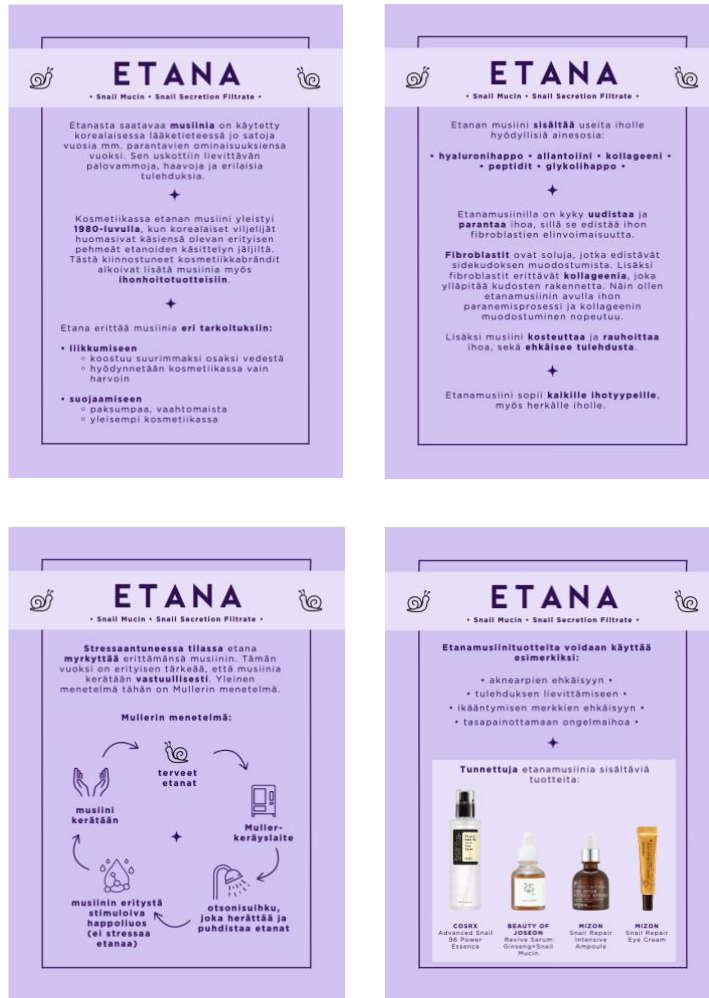 ETANA
• Snail Mucin • Snail Secretion Filtrate •
Etanasta saatavaa musiinia on käytetty
korealaisessa lääketieteessä jo satoja
vuosia mm. parantavien ominaisuuksiensa
vuoksi. Sen uskottiin lievittävän
palovammoja, haavoja ja erilaisia
tulehduksia.
Kosmetiikassa etanan musiini yleistyi
1980-luvulla, kun korealaiset viljelijät
huomasivat käsiensä olevan erityisen
pehmeät etanoiden käsittelyn jäljiltä.
Tästä kiinnostuneet kosmetiikkabrändit
alkoivat lisätä musiinia myös
ihonhoitotuotteisiin.
Etana erittää musiinia eri tarkoituksiin:
• liikkumiseen
◦ koostuu suurimmaksi osaksi vedestä
◦ hyödynnetään kosmetiikassa vain
harvoin
• suojaamiseen
◦ paksumpaa, vaahtomaista
◦ yleisempi kosmetiikassa
ETANA
• Snail Mucin • Snail Secretion Filtrate •
Etanan musiini sisältää useita iholle
hyödyllisiä ainesosia:
• hyaluronihappo • allantoiini • kollageeni •
• peptidit • glykolihappo •
Etanamusiinilla on kyky uudistaa ja
parantaa ihoa, sillä se edistää ihon
fibroblastien elinvoimaisuutta.
Fibroblastit ovat soluja, jotka edistävät
sidekudoksen muodostumista. Lisäksi
fibroblastit erittävät kollageenia, joka
ylläpitää kudosten rakennetta. Näin ollen
etanamusiinin avulla ihon
paranemisprosessi ja kollageenin
muodostuminen nopeutuu.
Lisäksi musiini kosteuttaa ja rauhoittaa
ihoa, sekä ehkäisee tulehdusta.
Etanamusiini sopii kaikille ihotyypeille,
myös herkälle iholle.
ETANA
• Snail Mucin • Snail Secretion Filtrate •
Stressaantuneessa tilassa etana
myrkyttää erittämänsä musiinin. Tämän
vuoksi on erityisen tärkeää, että musiinia
kerätään vastuullisesti. Yleinen
menetelmä tähän on Mullerin menetelmä.
Mullerin menetelmä:
terveet
etanat
Muller-
keräyslaite
otsonisuihku,
joka herättää ja
puhdistaa etanat
musiinin eritystä
stimuloiva
happoliuos
(ei stressaa
etanaa)
musiini
kerätään
ETANA
• Snail Mucin • Snail Secretion Filtrate •
Etanamusiinituotteita voidaan käyttää
esimerkiksi:
• aknearpien ehkäisyyn •
• tulehduksen lievittämiseen •
• ikääntymisen merkkien ehkäisyyn •
• tasapainottamaan ongelmaihoa •
Tunnettuja etanamusiinia sisältäviä
tuotteita:
COSRX
Advanced Snail
96 Power
Essence
BEAUTY OF
JOSEON
Revive Serum:
Ginseng+Snail
Mucin
MIZON
Snail Repair
Intensive
Ampoule
MIZON
Snail Repair
Eye Cream